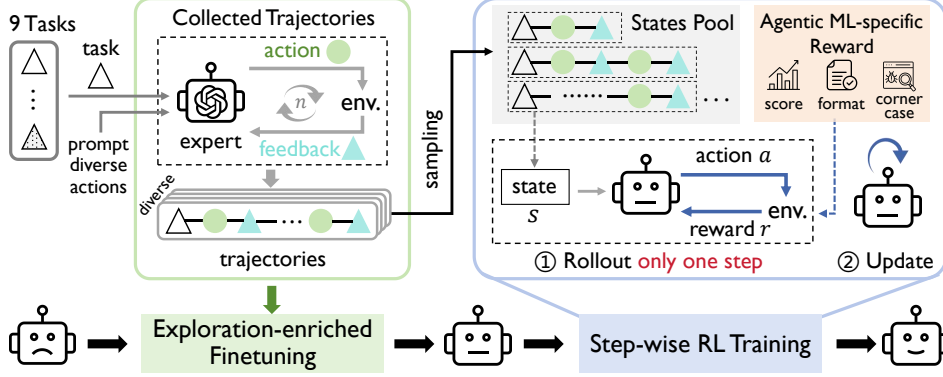 9 Tasks
task
prompt
diverse
actions
Collected Trajectories
action
n
env.
expert
feedback
diverse
...
trajectories
sampling
States Pool
......
...
Agentic ML-specific
Reward
score
format
corner
case
state
s
action a
env.
reward r
① Rollout only one step
② Update
Exploration-enriched
Finetuning
Step-wise RL Training